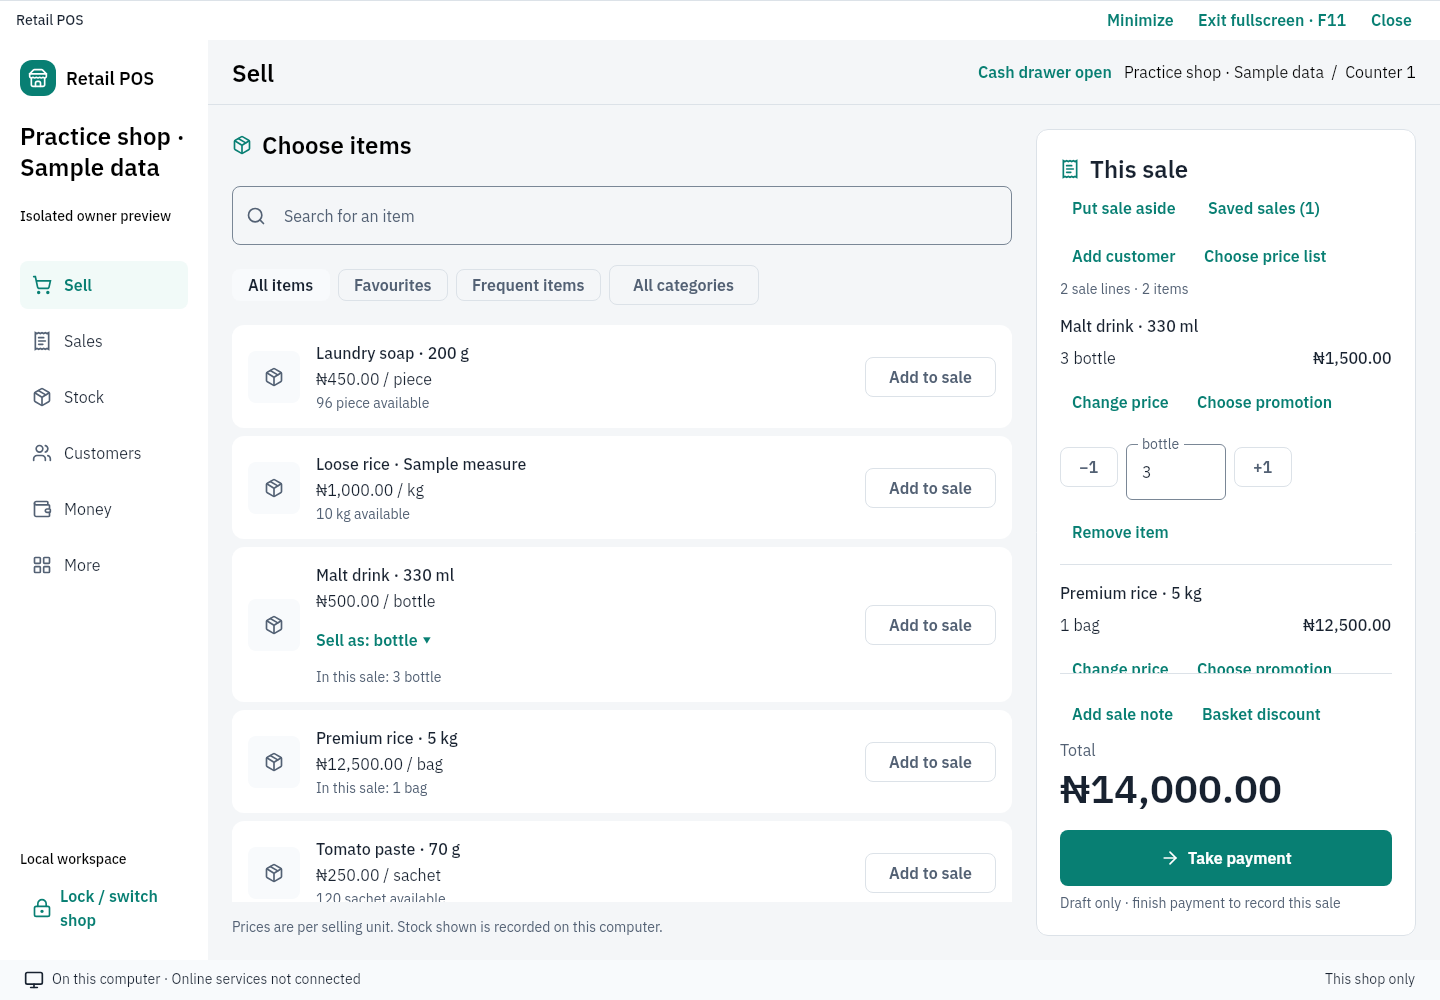 Retail POS
Minimize
Exit fullscreen · F11
Close
Retail POS
Practice shop ·
Sample data
Isolated owner preview
Sell
Sales
Stock
Customers
Money
More
Local workspace
Lock / switch
shop
Sell
Cash drawer open
Practice shop · Sample data / Counter 1
Choose items
Search for an item
All items
Favourites
Frequent items
All categories
Laundry soap · 200 g
₦450.00 / piece
96 piece available
Add to sale
Loose rice · Sample measure
₦1,000.00 / kg
10 kg available
Add to sale
Malt drink · 330 ml
₦500.00 / bottle
Sell as: bottle ▾
In this sale: 3 bottle
Add to sale
Premium rice · 5 kg
₦12,500.00 / bag
In this sale: 1 bag
Add to sale
Tomato paste · 70 g
₦250.00 / sachet
120 sachet available
Add to sale
Prices are per selling unit. Stock shown is recorded on this computer.
This sale
Put sale aside
Saved sales (1)
Add customer
Choose price list
2 sale lines · 2 items
Malt drink · 330 ml
3 bottle
₦1,500.00
Change price
Choose promotion
−1
bottle
3
+1
Remove item
Premium rice · 5 kg
1 bag
₦12,500.00
Change price
Choose promotion
Add sale note
Basket discount
Total
₦14,000.00
Take payment
Draft only · finish payment to record this sale
On this computer · Online services not connected
This shop only